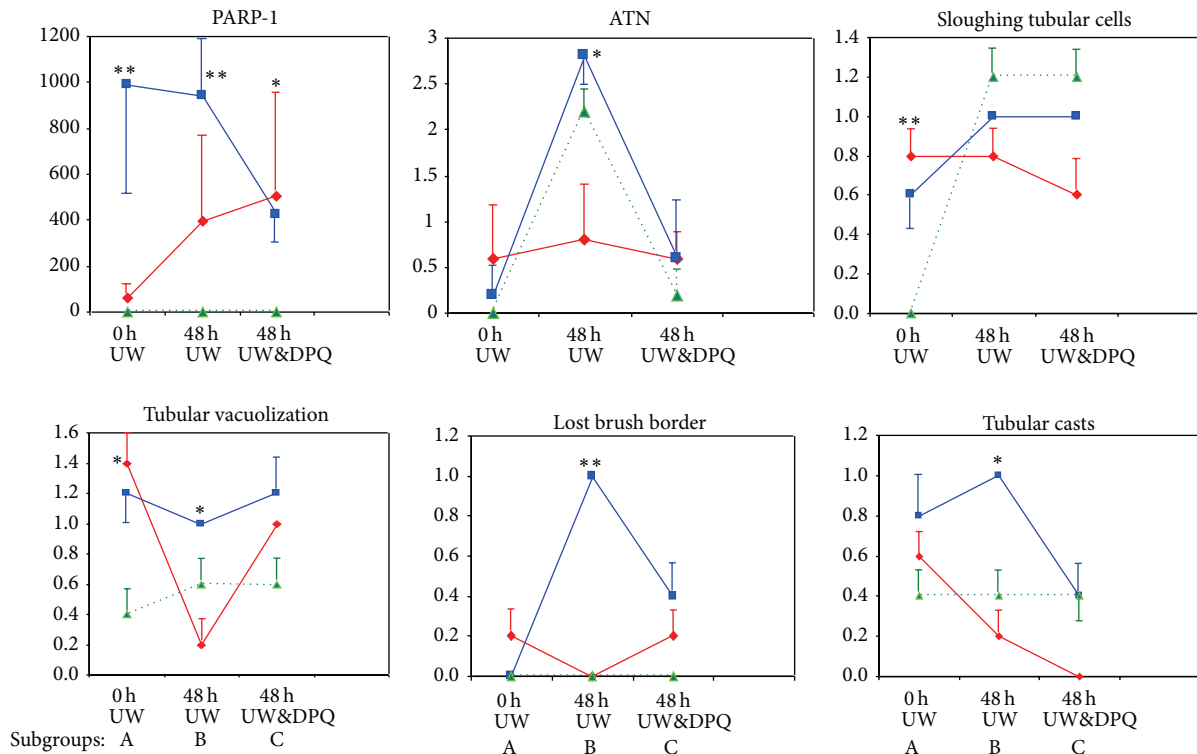 PARP-1
1200
1000
800
600
400
200
0
**
**
*
0 h
UW
48 h
UW
48 h
UW&DPQ
ATN
3
2.5
2
1.5
1
0.5
0
*
0 h
UW
48 h
UW
48 h
UW&DPQ
Sloughing tubular cells
1.4
1.2
1.0
0.8
0.6
0.4
0.2
0.0
**
0 h
UW
48 h
UW
48 h
UW&DPQ
Tubular vacuolization
1.6
1.4
1.2
1.0
0.8
0.6
0.4
0.2
0.0
*
*
0 h
UW
48 h
UW
48 h
UW&DPQ
Subgroups: A B C
Lost brush border
1.2
1.0
0.8
0.6
0.4
0.2
0.0
**
0 h
UW
48 h
UW
48 h
UW&DPQ
A B C
Tubular casts
1.2
1.0
0.8
0.6
0.4
0.2
0.0
*
0 h
UW
48 h
UW
48 h
UW&DPQ
A B C